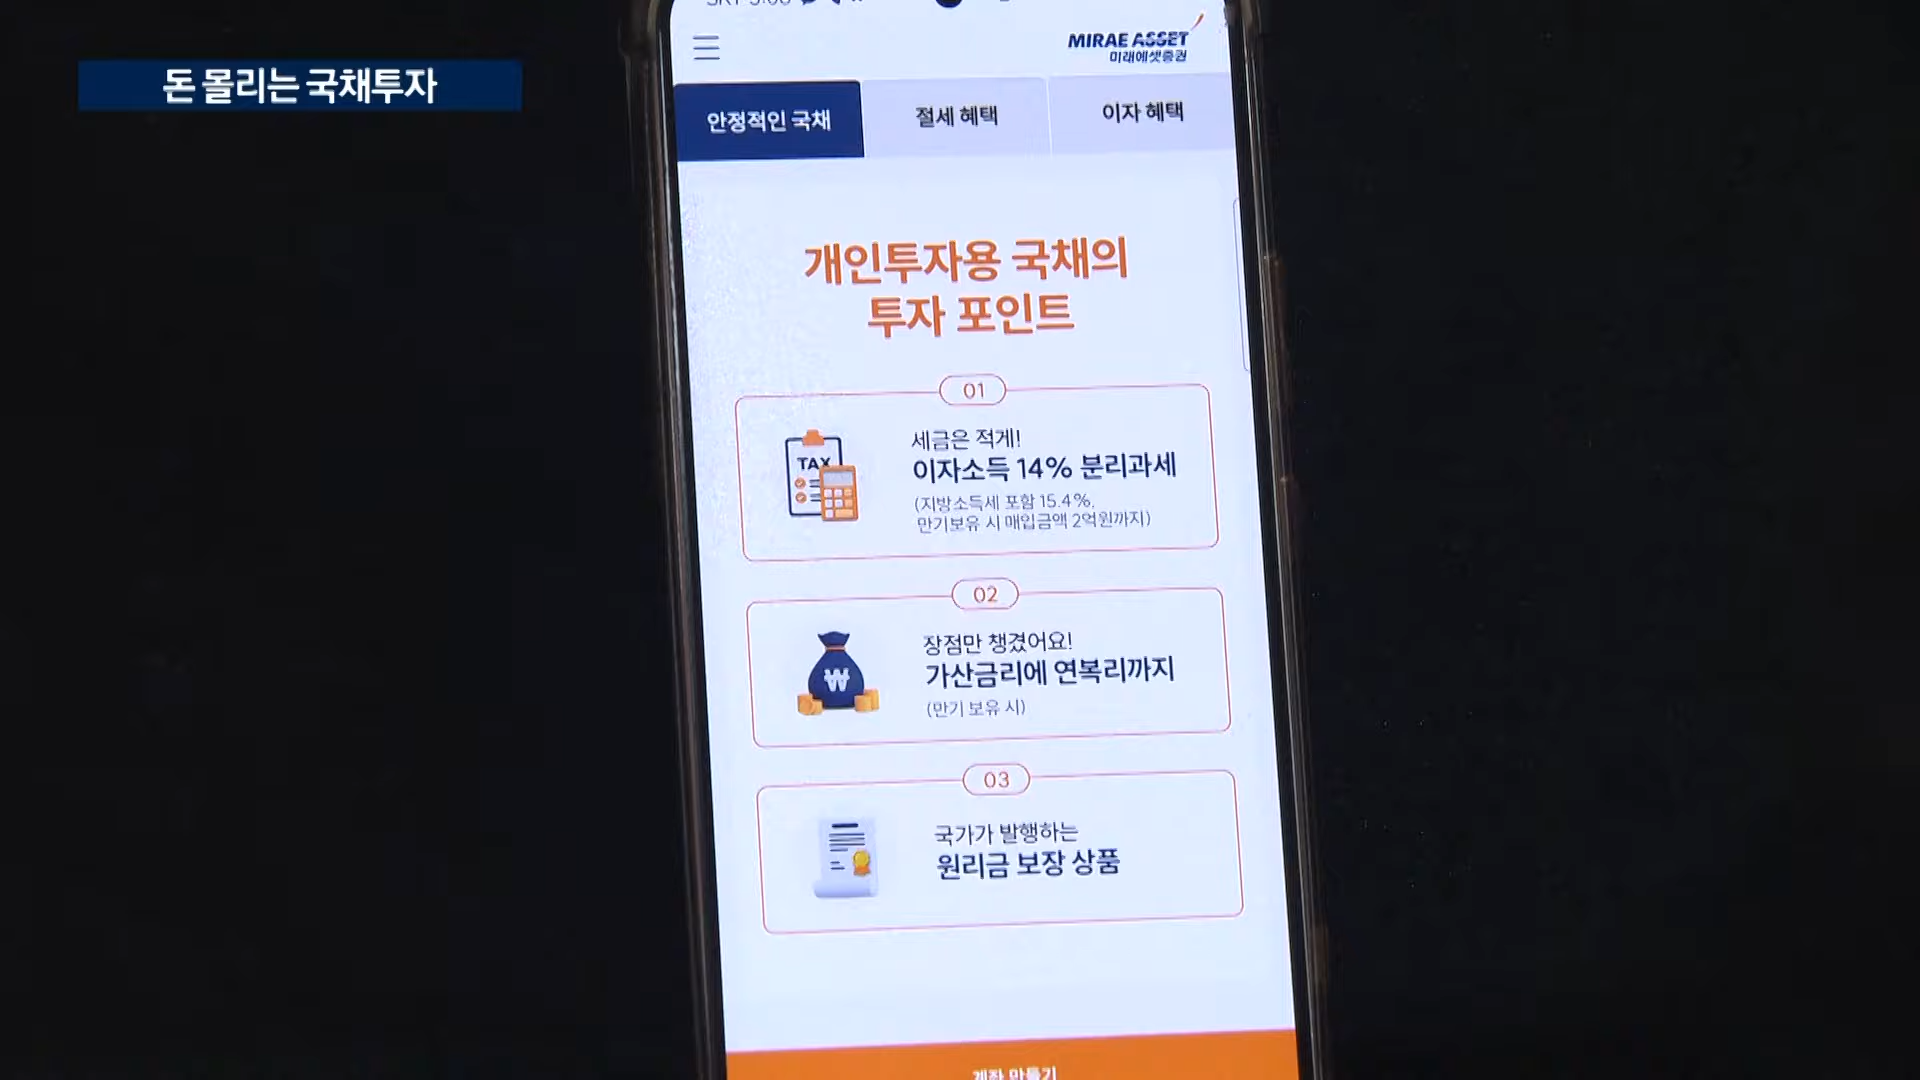 돈 몰리는 국채투자
MIRAE ASSET
미래에셋증권
안정적인 국채
절세 혜택
이자 혜택
개인투자용 국채의
투자 포인트
01
TAX
세금은 적게!
이자소득 14% 분리과세
(지방소득세 포함 15.4%,
만기보유 시 매입금액 2억원까지)
02
₩
장점만 챙겼어요!
가산금리에 연복리까지
(만기 보유 시)
03
국가가 발행하는
원리금 보장 상품
계좌 만들기